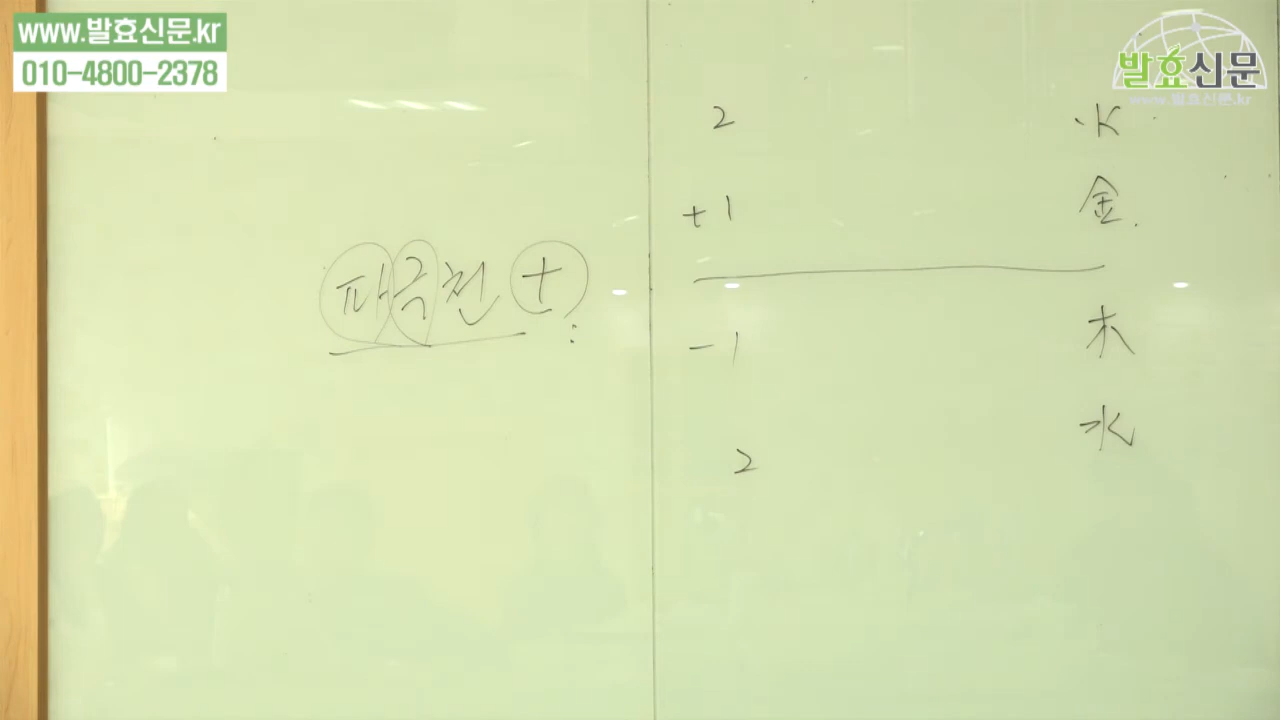 www.발효신문.kr
010-4800-2378
발효신문
www.발효신문.kr
2 火
+1 金
파극천 +
-1 木
2 水